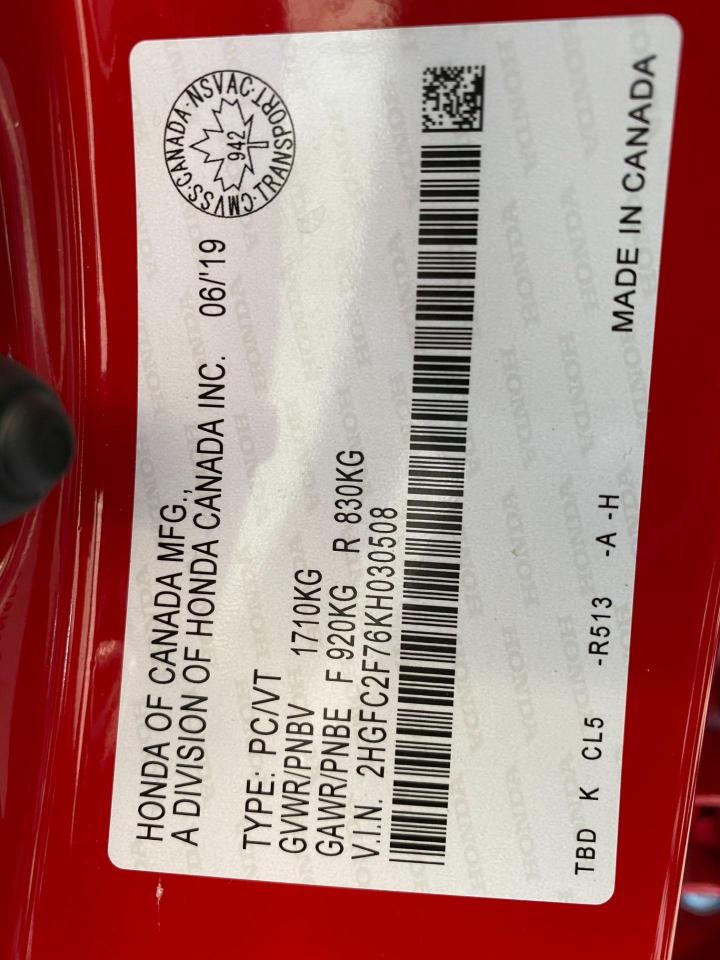 HONDA OF CANADA MFG.,
A DIVISION OF HONDA CANADA INC. 06/'19
CMVSS·CANADA·NSVAC·TRANSPORT·
942
TYPE: PC/VT
GVWR/PNBV 1710KG
GAWR/PNBE F 920KG R 830KG
V.I.N. 2HGFC2F76KH030508
MADE IN CANADA
TBD K CL5 -R513 -A -H